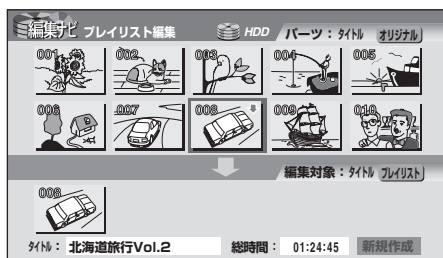 編集ナビ プレイリスト編集 HDD パーツ：タイトル オリジナル
001 002 003 004 005
006 007 008 009 010
編集対象：タイトル プレイリスト
008
タイトル： 北海道旅行Vol.2 総時間： 01:24:45 新規作成